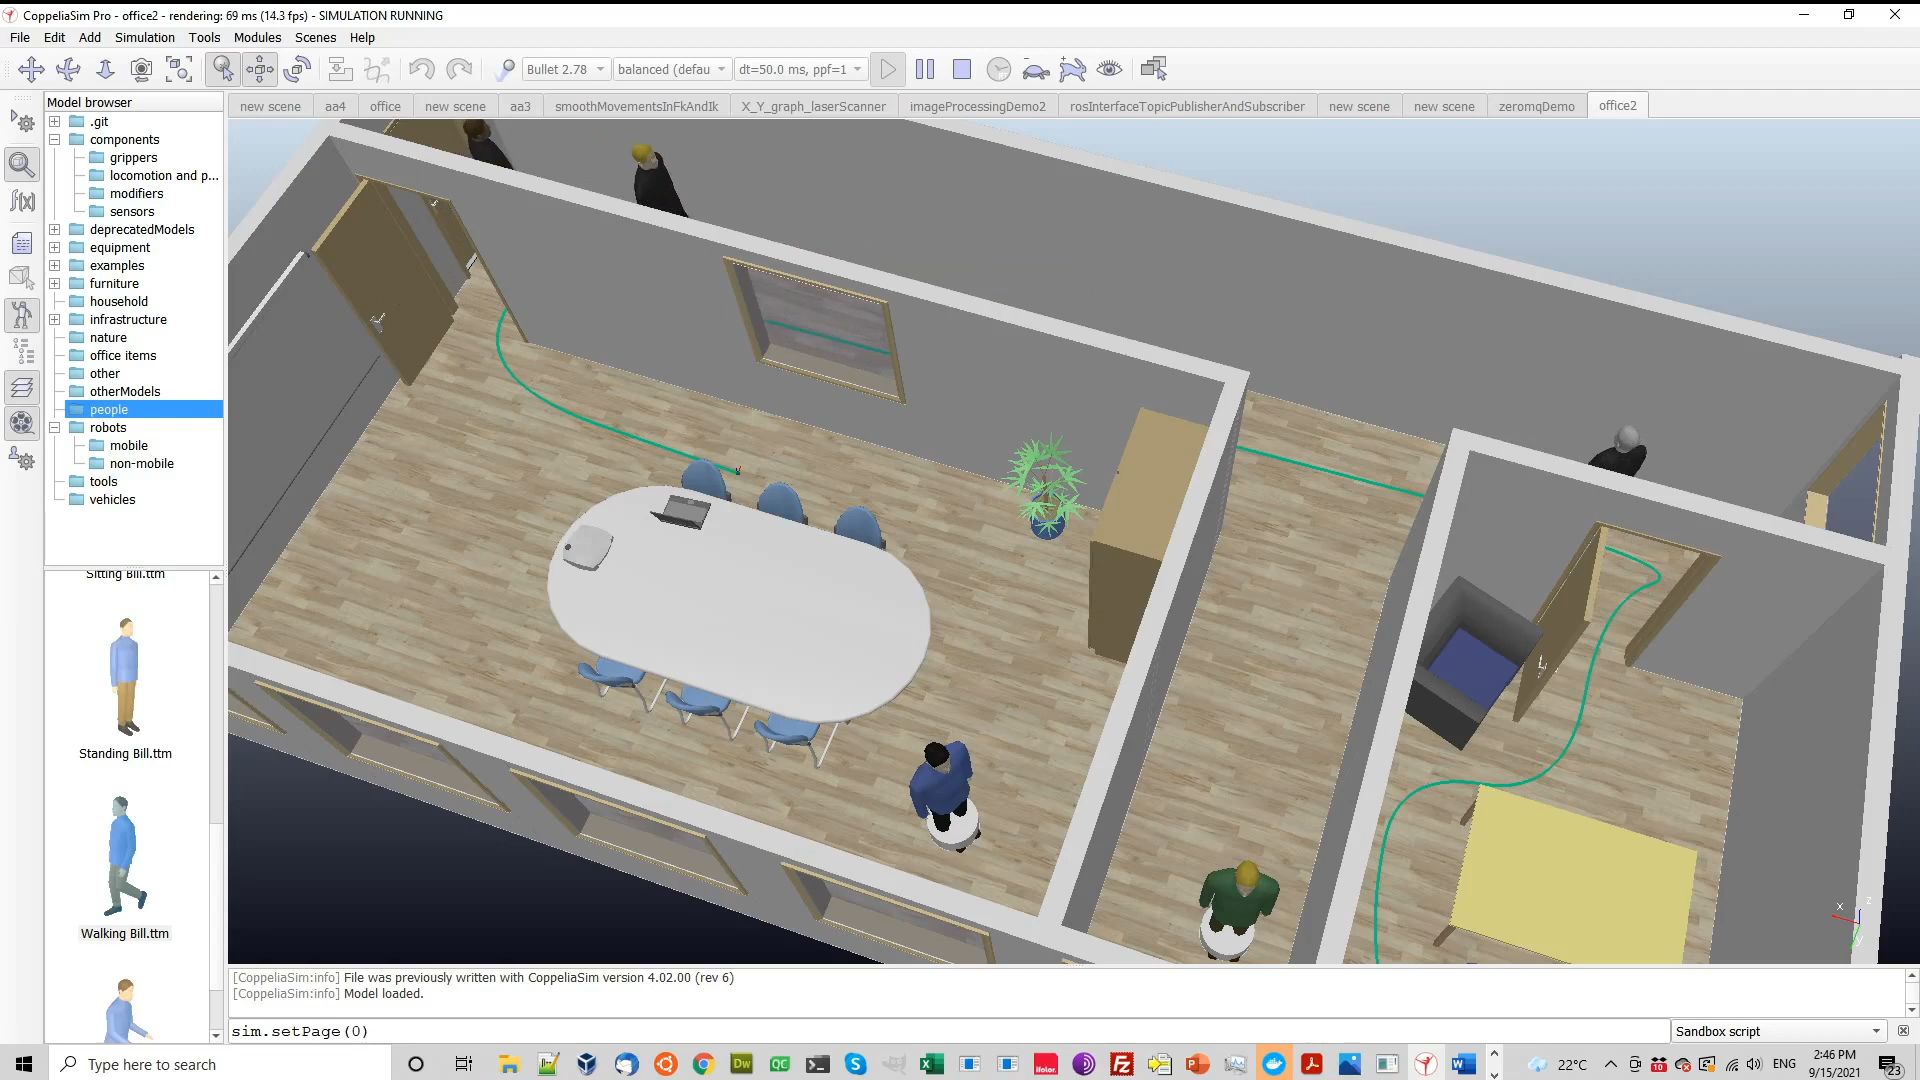 CoppeliaSim Pro - office2 - rendering: 69 ms (14.3 fps) - SIMULATION RUNNING
File Edit Add Simulation Tools Modules Scenes Help
Bullet 2.78 balanced (defau dt=50.0 ms, ppf=1
Model browser
new scene aa4 office new scene aa3 smoothMovementsInFkAndIk X_Y_graph_laserScanner imageProcessingDemo2 rosInterfaceTopicPublisherAndSubscriber new scene new scene zeromqDemo office2
.git
components
grippers
locomotion and p...
modifiers
sensors
deprecatedModels
equipment
examples
furniture
household
infrastructure
nature
office items
other
otherModels
people
robots
mobile
non-mobile
tools
vehicles
Sitting Bill.ttm
Standing Bill.ttm
Walking Bill.ttm
x z
y
[CoppeliaSim:info] File was previously written with CoppeliaSim version 4.02.00 (rev 6)
[CoppeliaSim:info] Model loaded.
sim.setPage(0)
Sandbox script
Type here to search
22°C ENG 2:46 PM
9/15/2021
23